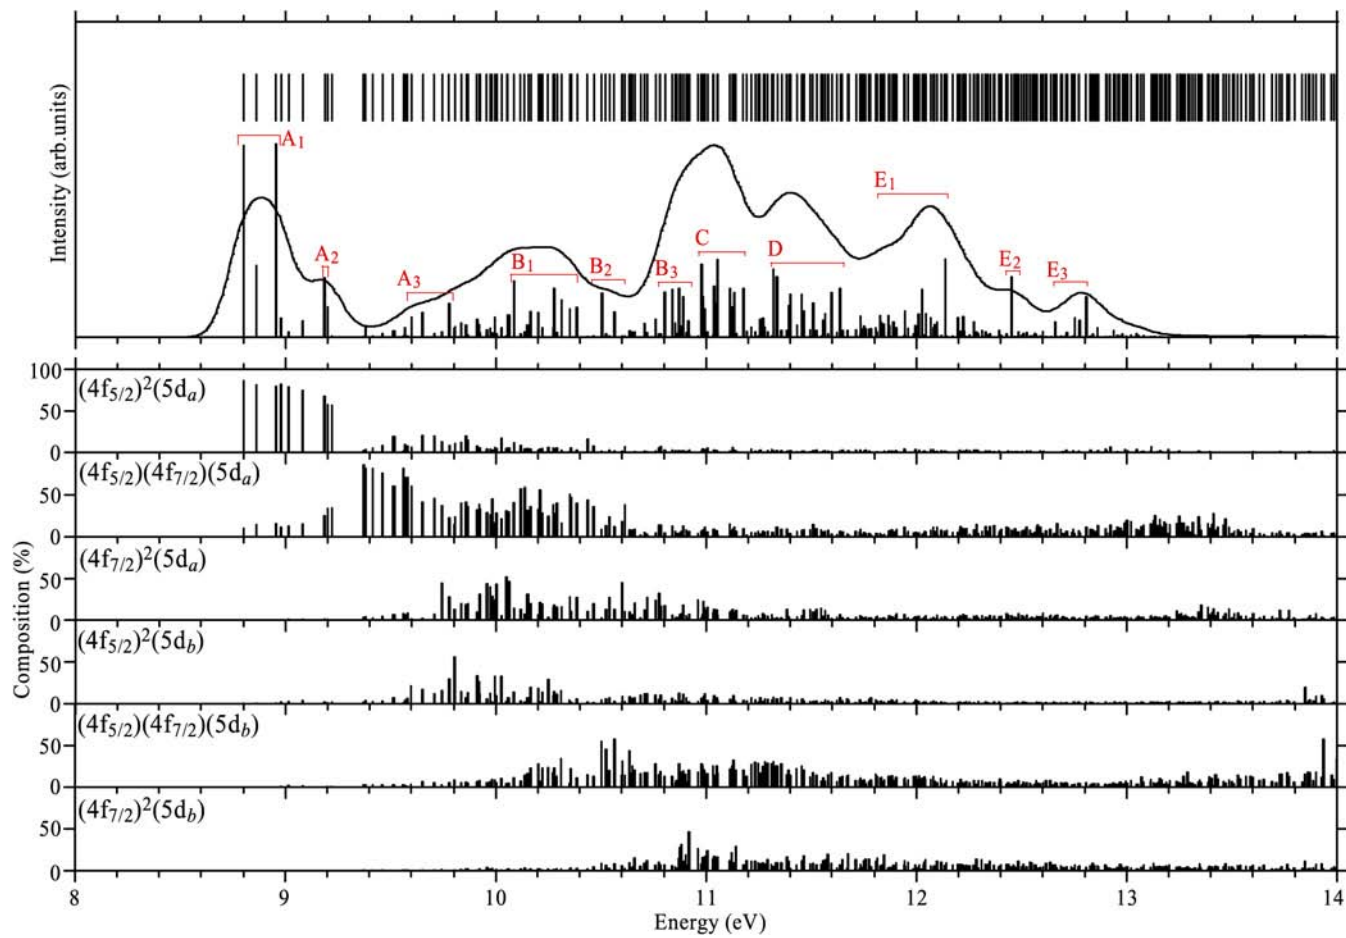 Intensity (arb.units)
A1
A2
A3
B1
B2
B3
C
D
E1
E2
E3
Composition (%)
100
50
0
(4f5/2)²(5da)
50
0
(4f5/2)(4f7/2)(5da)
50
0
(4f7/2)²(5da)
50
0
(4f5/2)²(5db)
50
0
(4f5/2)(4f7/2)(5db)
50
0
(4f7/2)²(5db)
8 9 10 11 12 13 14
Energy (eV)